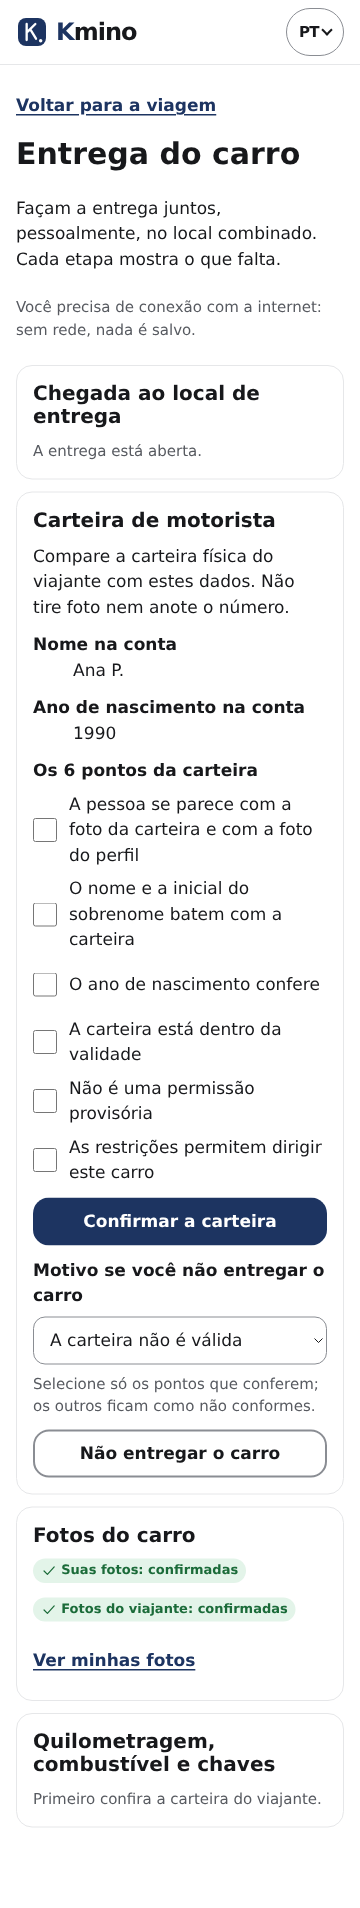 K. Kmino
PT
Voltar para a viagem
Entrega do carro
Façam a entrega juntos,
pessoalmente, no local combinado.
Cada etapa mostra o que falta.
Você precisa de conexão com a internet:
sem rede, nada é salvo.
Chegada ao local de
entrega
A entrega está aberta.
Carteira de motorista
Compare a carteira física do
viajante com estes dados. Não
tire foto nem anote o número.
Nome na conta
Ana P.
Ano de nascimento na conta
1990
Os 6 pontos da carteira
A pessoa se parece com a
foto da carteira e com a foto
do perfil
O nome e a inicial do
sobrenome batem com a
carteira
O ano de nascimento confere
A carteira está dentro da
validade
Não é uma permissão
provisória
As restrições permitem dirigir
este carro
Confirmar a carteira
Motivo se você não entregar o
carro
A carteira não é válida
Selecione só os pontos que conferem;
os outros ficam como não conformes.
Não entregar o carro
Fotos do carro
Suas fotos: confirmadas
Fotos do viajante: confirmadas
Ver minhas fotos
Quilometragem,
combustível e chaves
Primeiro confira a carteira do viajante.